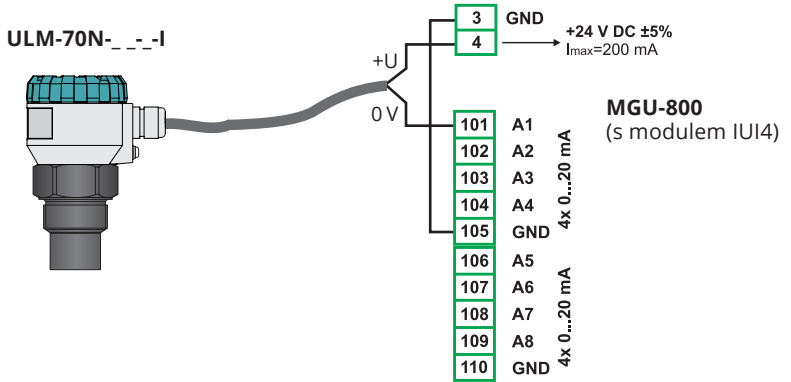 ULM-70N-_ _-_-I
3 GND
4
+24 V DC ±5%
Imax=200 mA
+U
0 V
MGU-800
(s modulem IUI4)
101 A1
102 A2
103 A3
104 A4
105 GND
4x 0...20 mA
106 A5
107 A6
108 A7
109 A8
110 GND
4x 0...20 mA